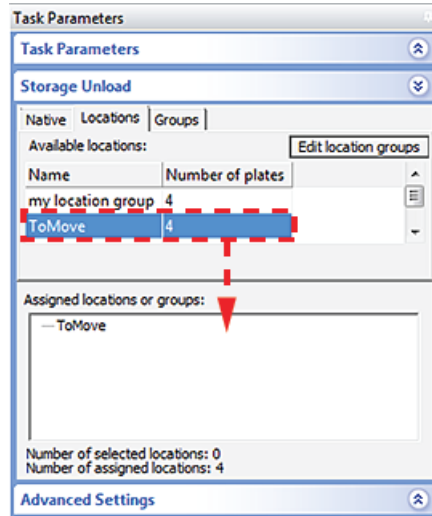 Task Parameters
Task Parameters
Storage Unload
Native Locations Groups
Available locations: Edit location groups
Name Number of plates
my location group 4
ToMove 4
Assigned locations or groups:
ToMove
Number of selected locations: 0
Number of assigned locations: 4
Advanced Settings